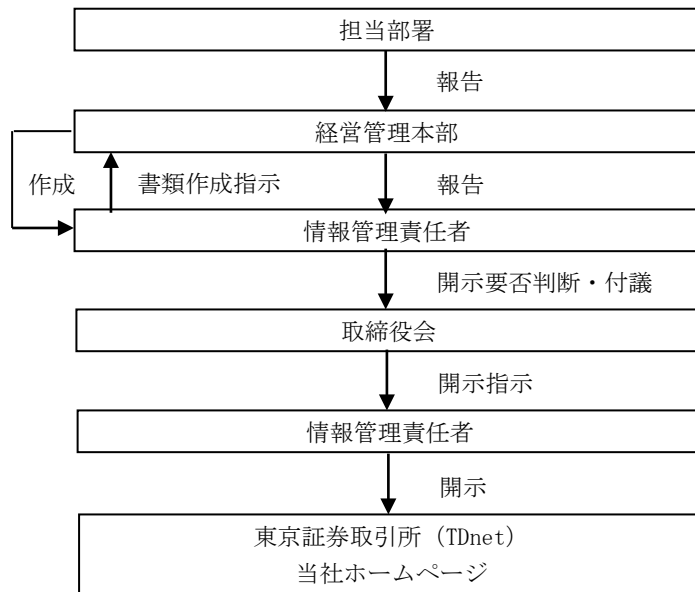 担当部署
報告
経営管理本部
作成
書類作成指示
報告
情報管理責任者
開示要否判断・付議
取締役会
開示指示
情報管理責任者
開示
東京証券取引所（TDnet）
当社ホームページ